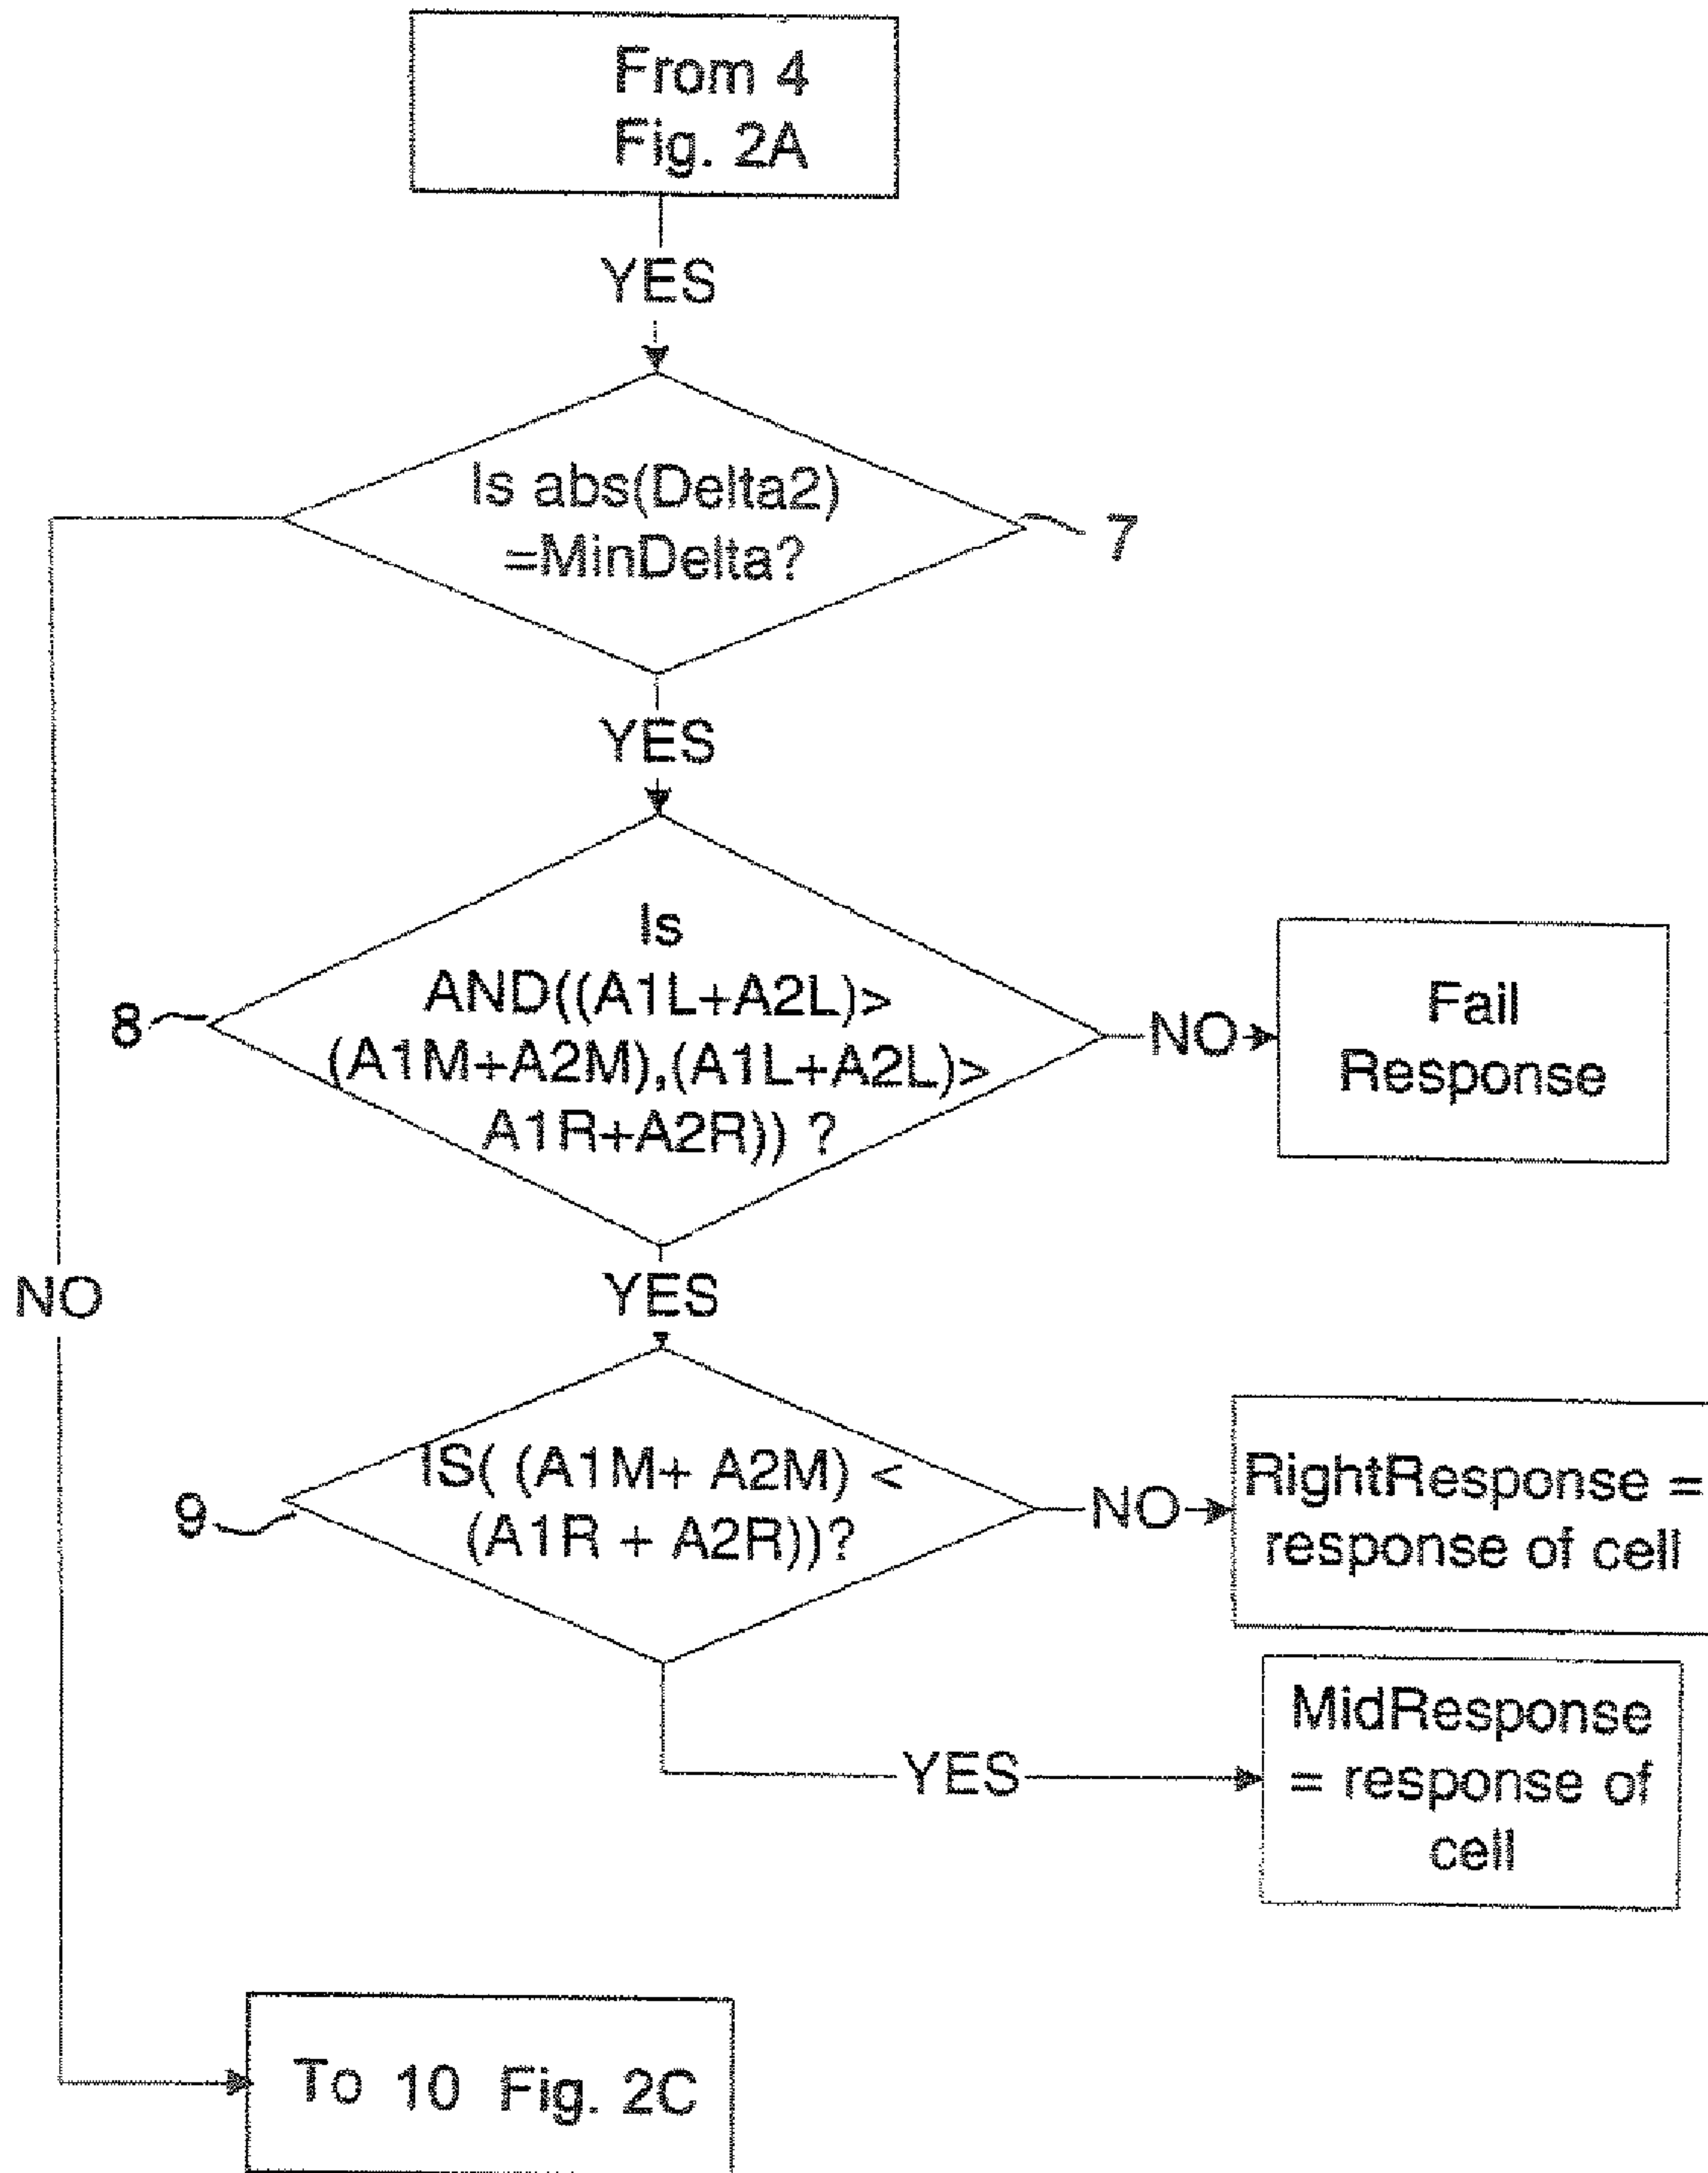 From 4
Fig. 2A
YES
Is abs(Delta2)
=MinDelta?
7
YES
Is
AND((A1L+A2L)>
(A1M+A2M),(A1L+A2L)>
A1R+A2R)) ?
8
NO
Fail
Response
YES
NO
IS( (A1M+ A2M) <
(A1R + A2R))?
9
NO
RightResponse =
response of cell
YES
MidResponse
= response of
cell
To 10 Fig. 2C